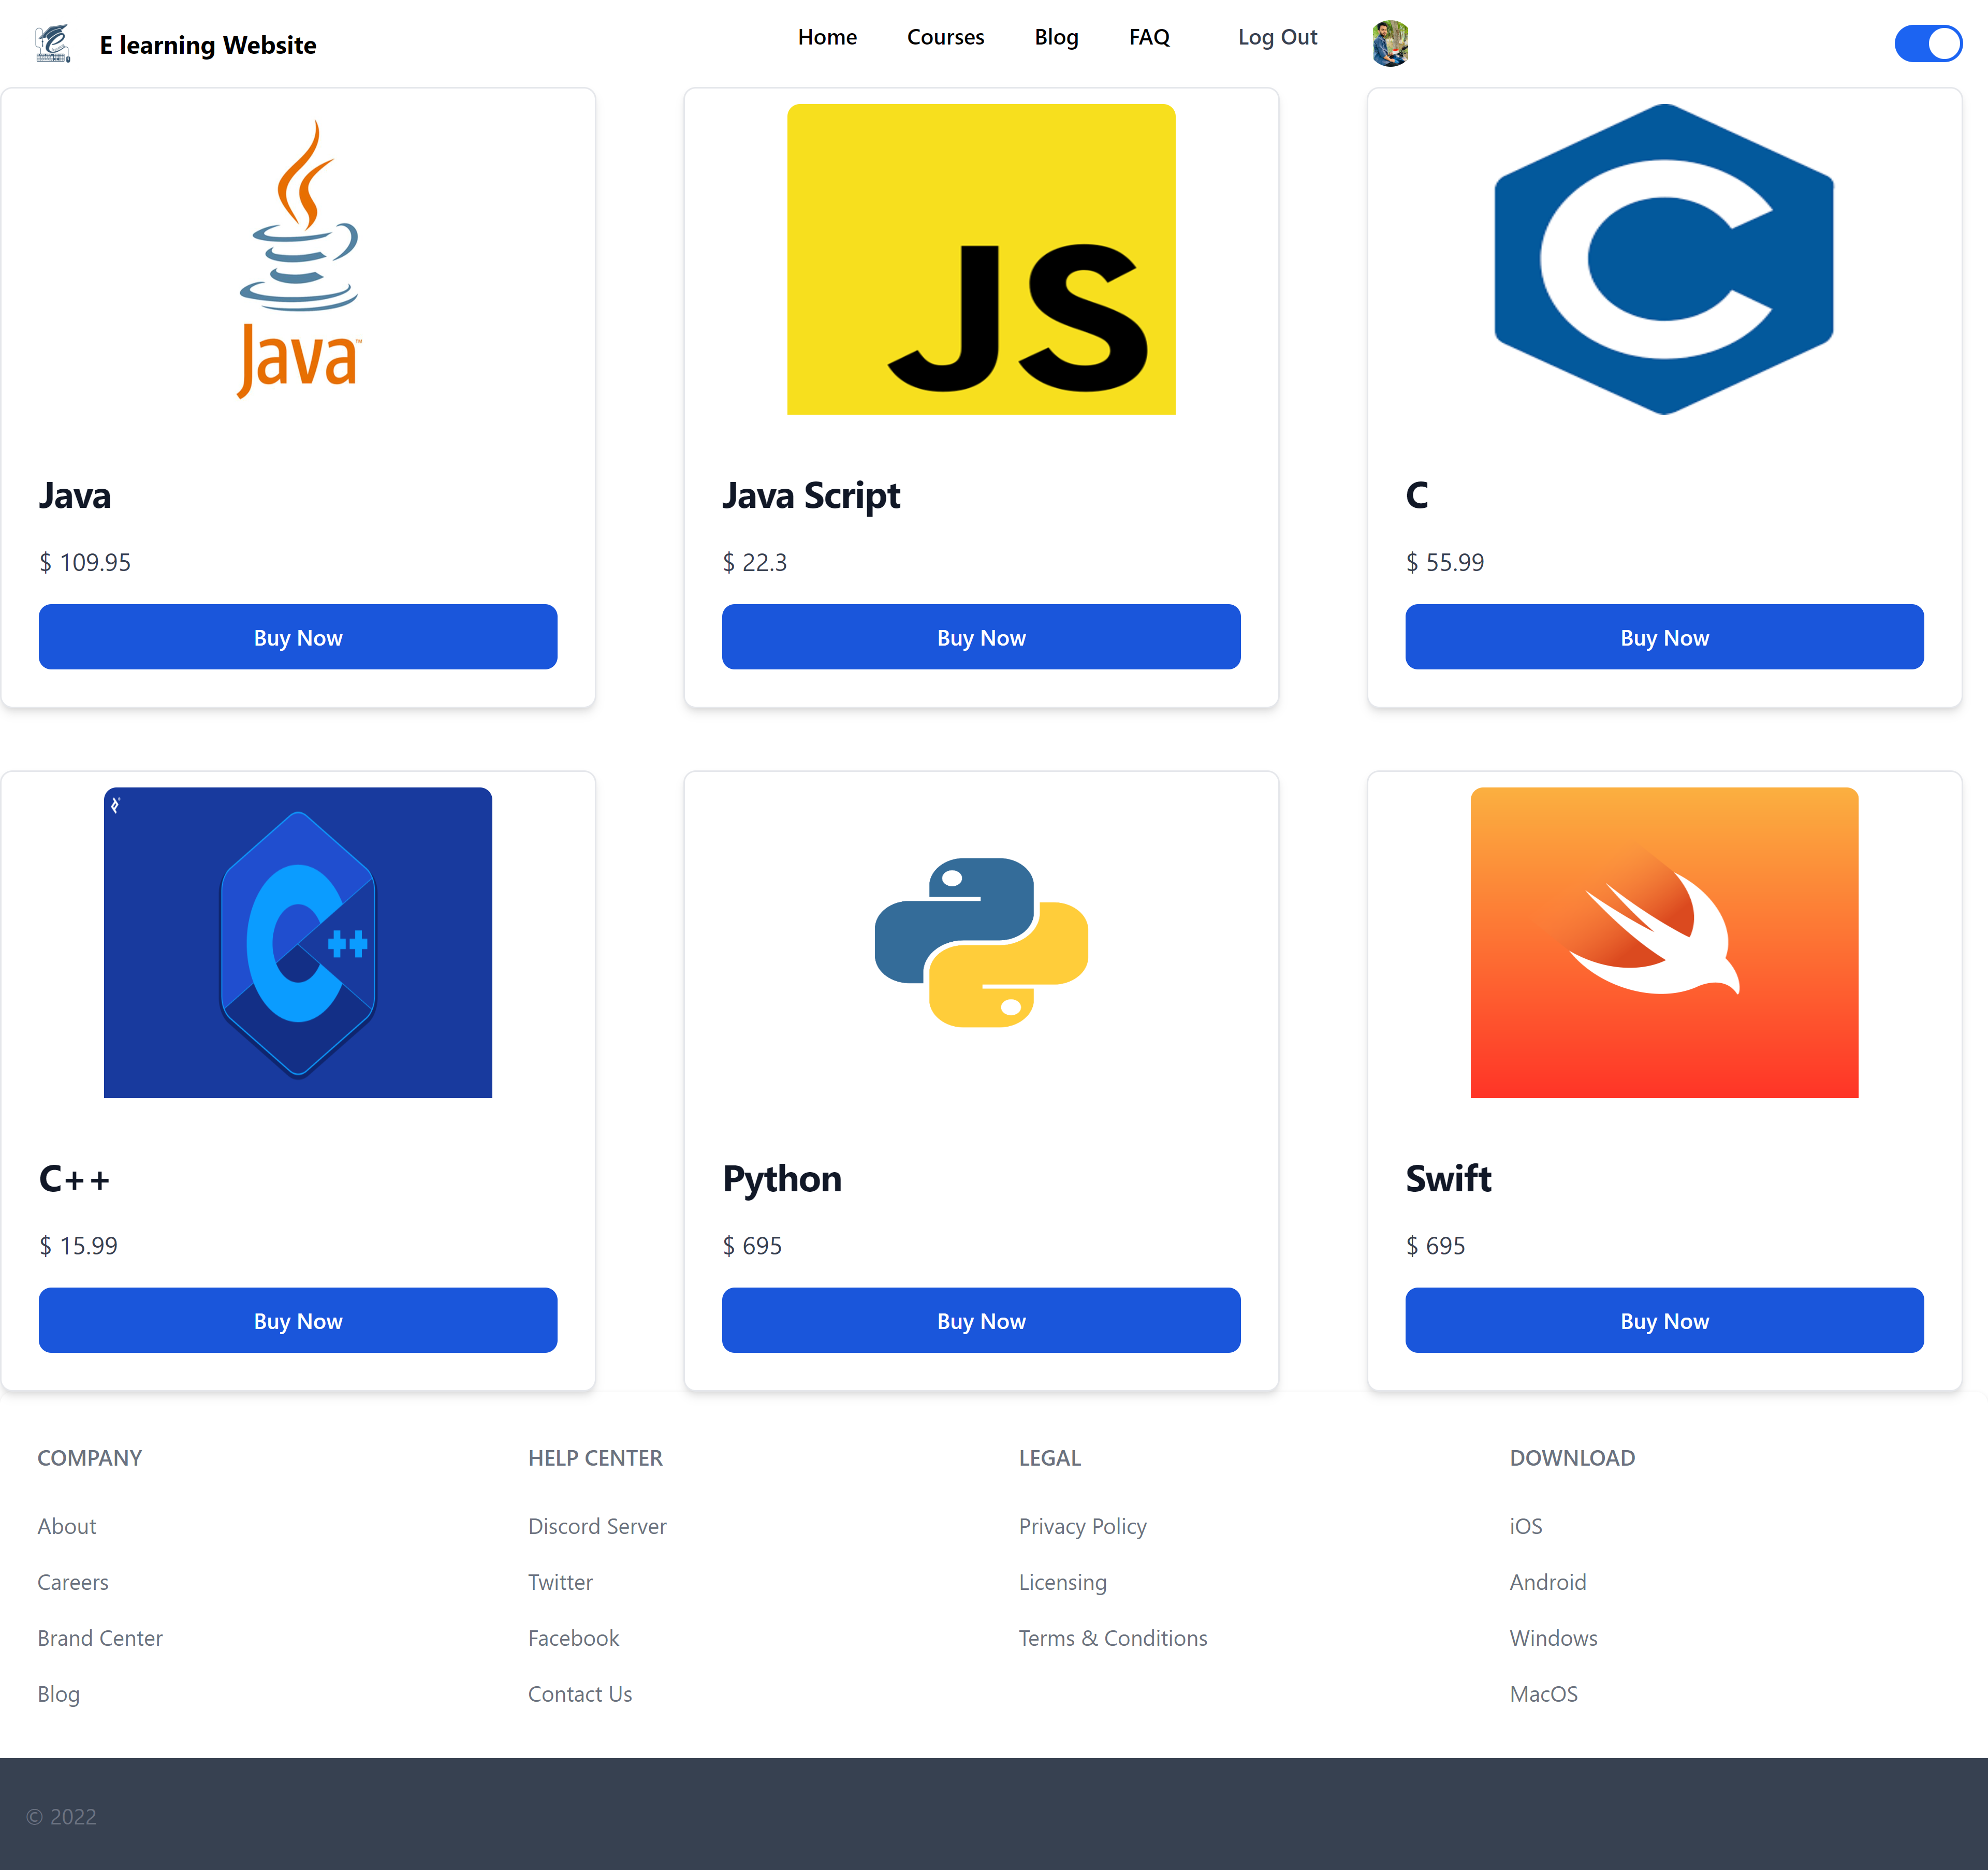 E learning Website
Home Courses Blog FAQ Log Out
Java™
JS
C
Java
Java Script
C
$ 109.95
$ 22.3
$ 55.99
Buy Now
Buy Now
Buy Now
C++
C++
Python
Swift
$ 15.99
$ 695
$ 695
Buy Now
Buy Now
Buy Now
COMPANY
HELP CENTER
LEGAL
DOWNLOAD
About
Discord Server
Privacy Policy
iOS
Careers
Twitter
Licensing
Android
Brand Center
Facebook
Terms & Conditions
Windows
Blog
Contact Us
MacOS
© 2022